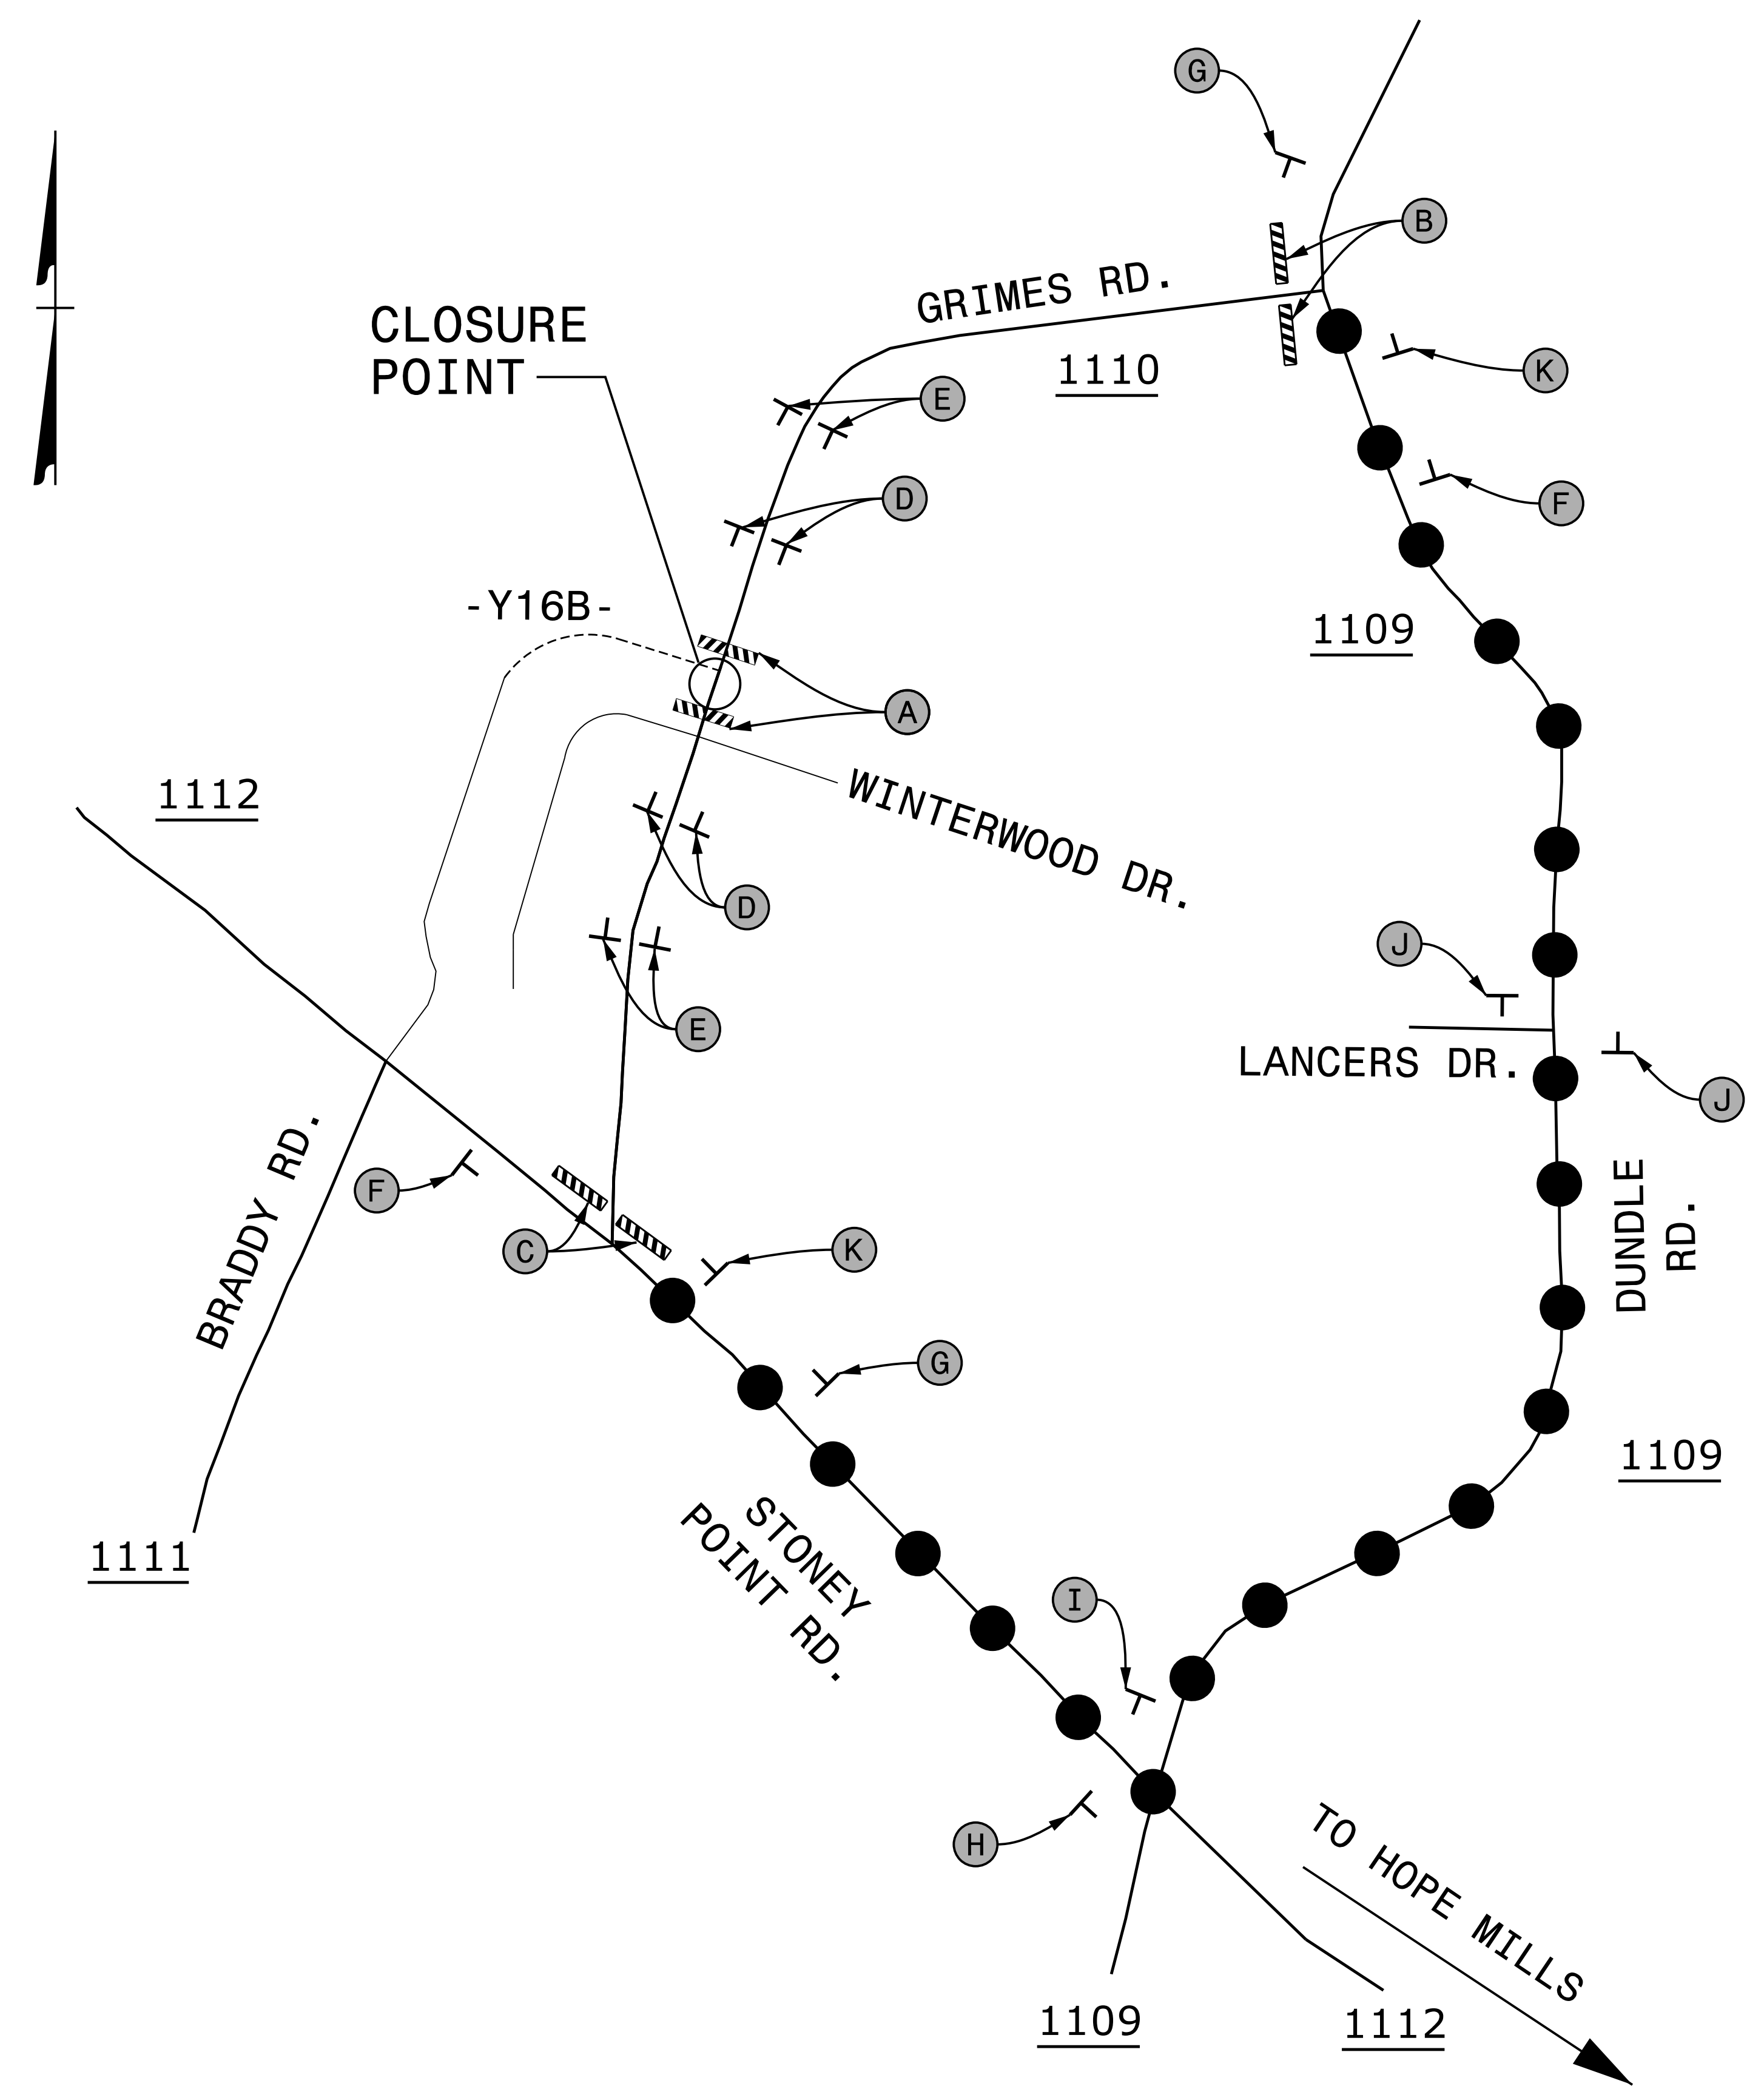 G
B
GRIMES RD.
CLOSURE
POINT
1110
K
E
D
F
-Y16B-
1109
A
WINTERWOOD DR.
1112
D
J
E
LANCERS DR.
J
BRADDY RD.
F
C
K
DUNDLE
RD.
G
1109
STONEY
POINT RD.
1111
I
H
TO HOPE MILLS
1109
1112